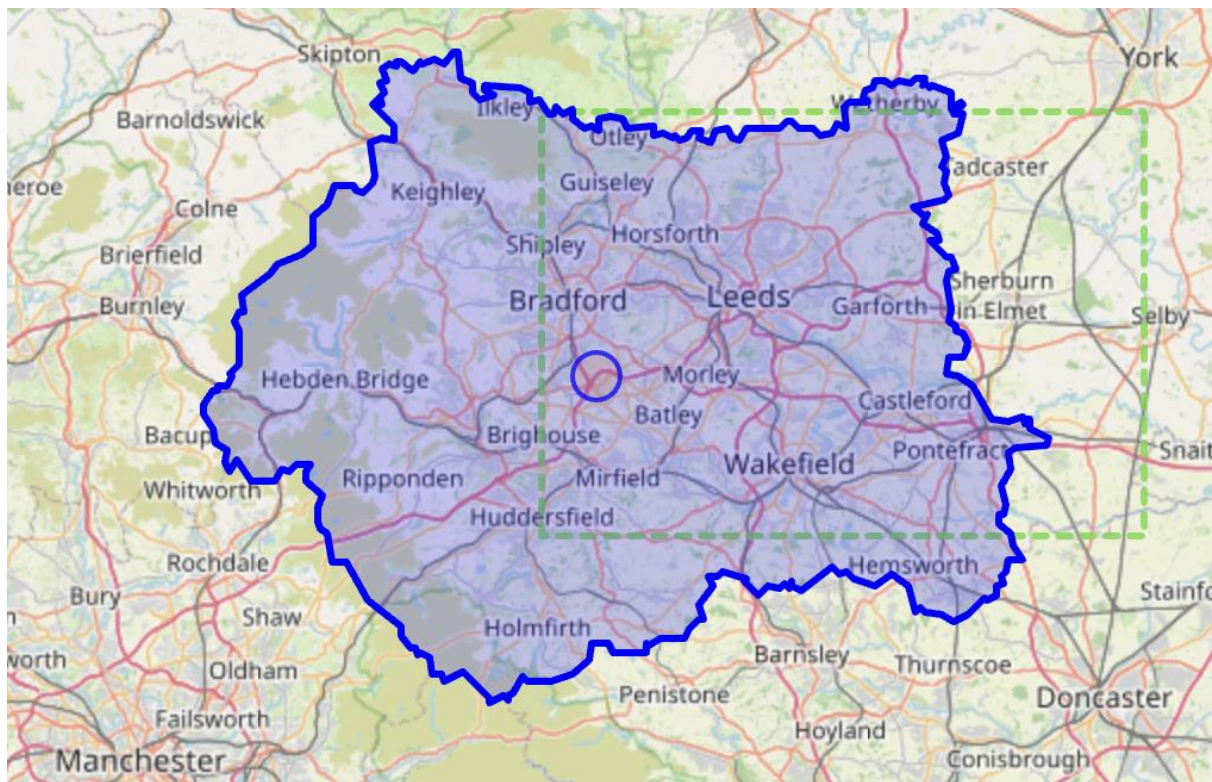 Skipton
York
Ilkley
Wetherby
Barnoldswick
Otley
adcaster
neroe
Keighley
Guiseley
Colne
Horsforth
Shipley
Brierfield
Sherburn
in Elmet
Bradford
Leeds
Burnley
Garforth
Selby
Hebden Bridge
Morley
Castleford
Batley
Bacup
Brighouse
Pontefract
Snait
Wakefield
Whitworth
Ripponden
Mirfield
Huddersfield
Rochdale
Hemsworth
Bury
Stainfo
Shaw
n
Holmfirth
worth
Oldham
Barnsley
Thurnscoe
Penistone
Doncaster
Failsworth
Hoyland
Manchester
Conisbrough